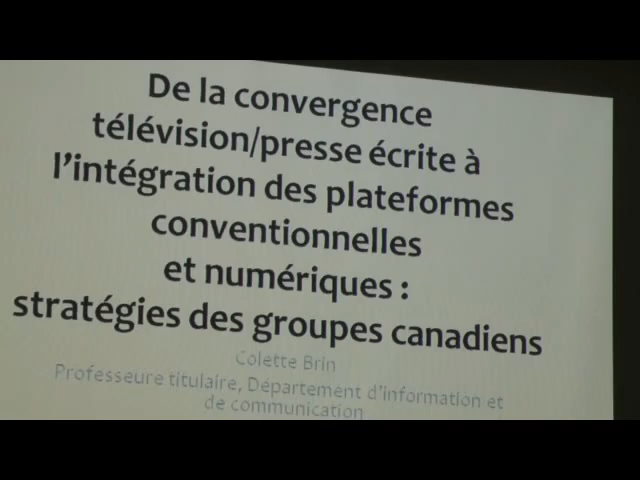 De la convergence
télévision/presse écrite à
l'intégration des plateformes
conventionnelles
et numériques :
stratégies des groupes canadiens
Colette Brin
Professeure titulaire, Département d'information et
de communication